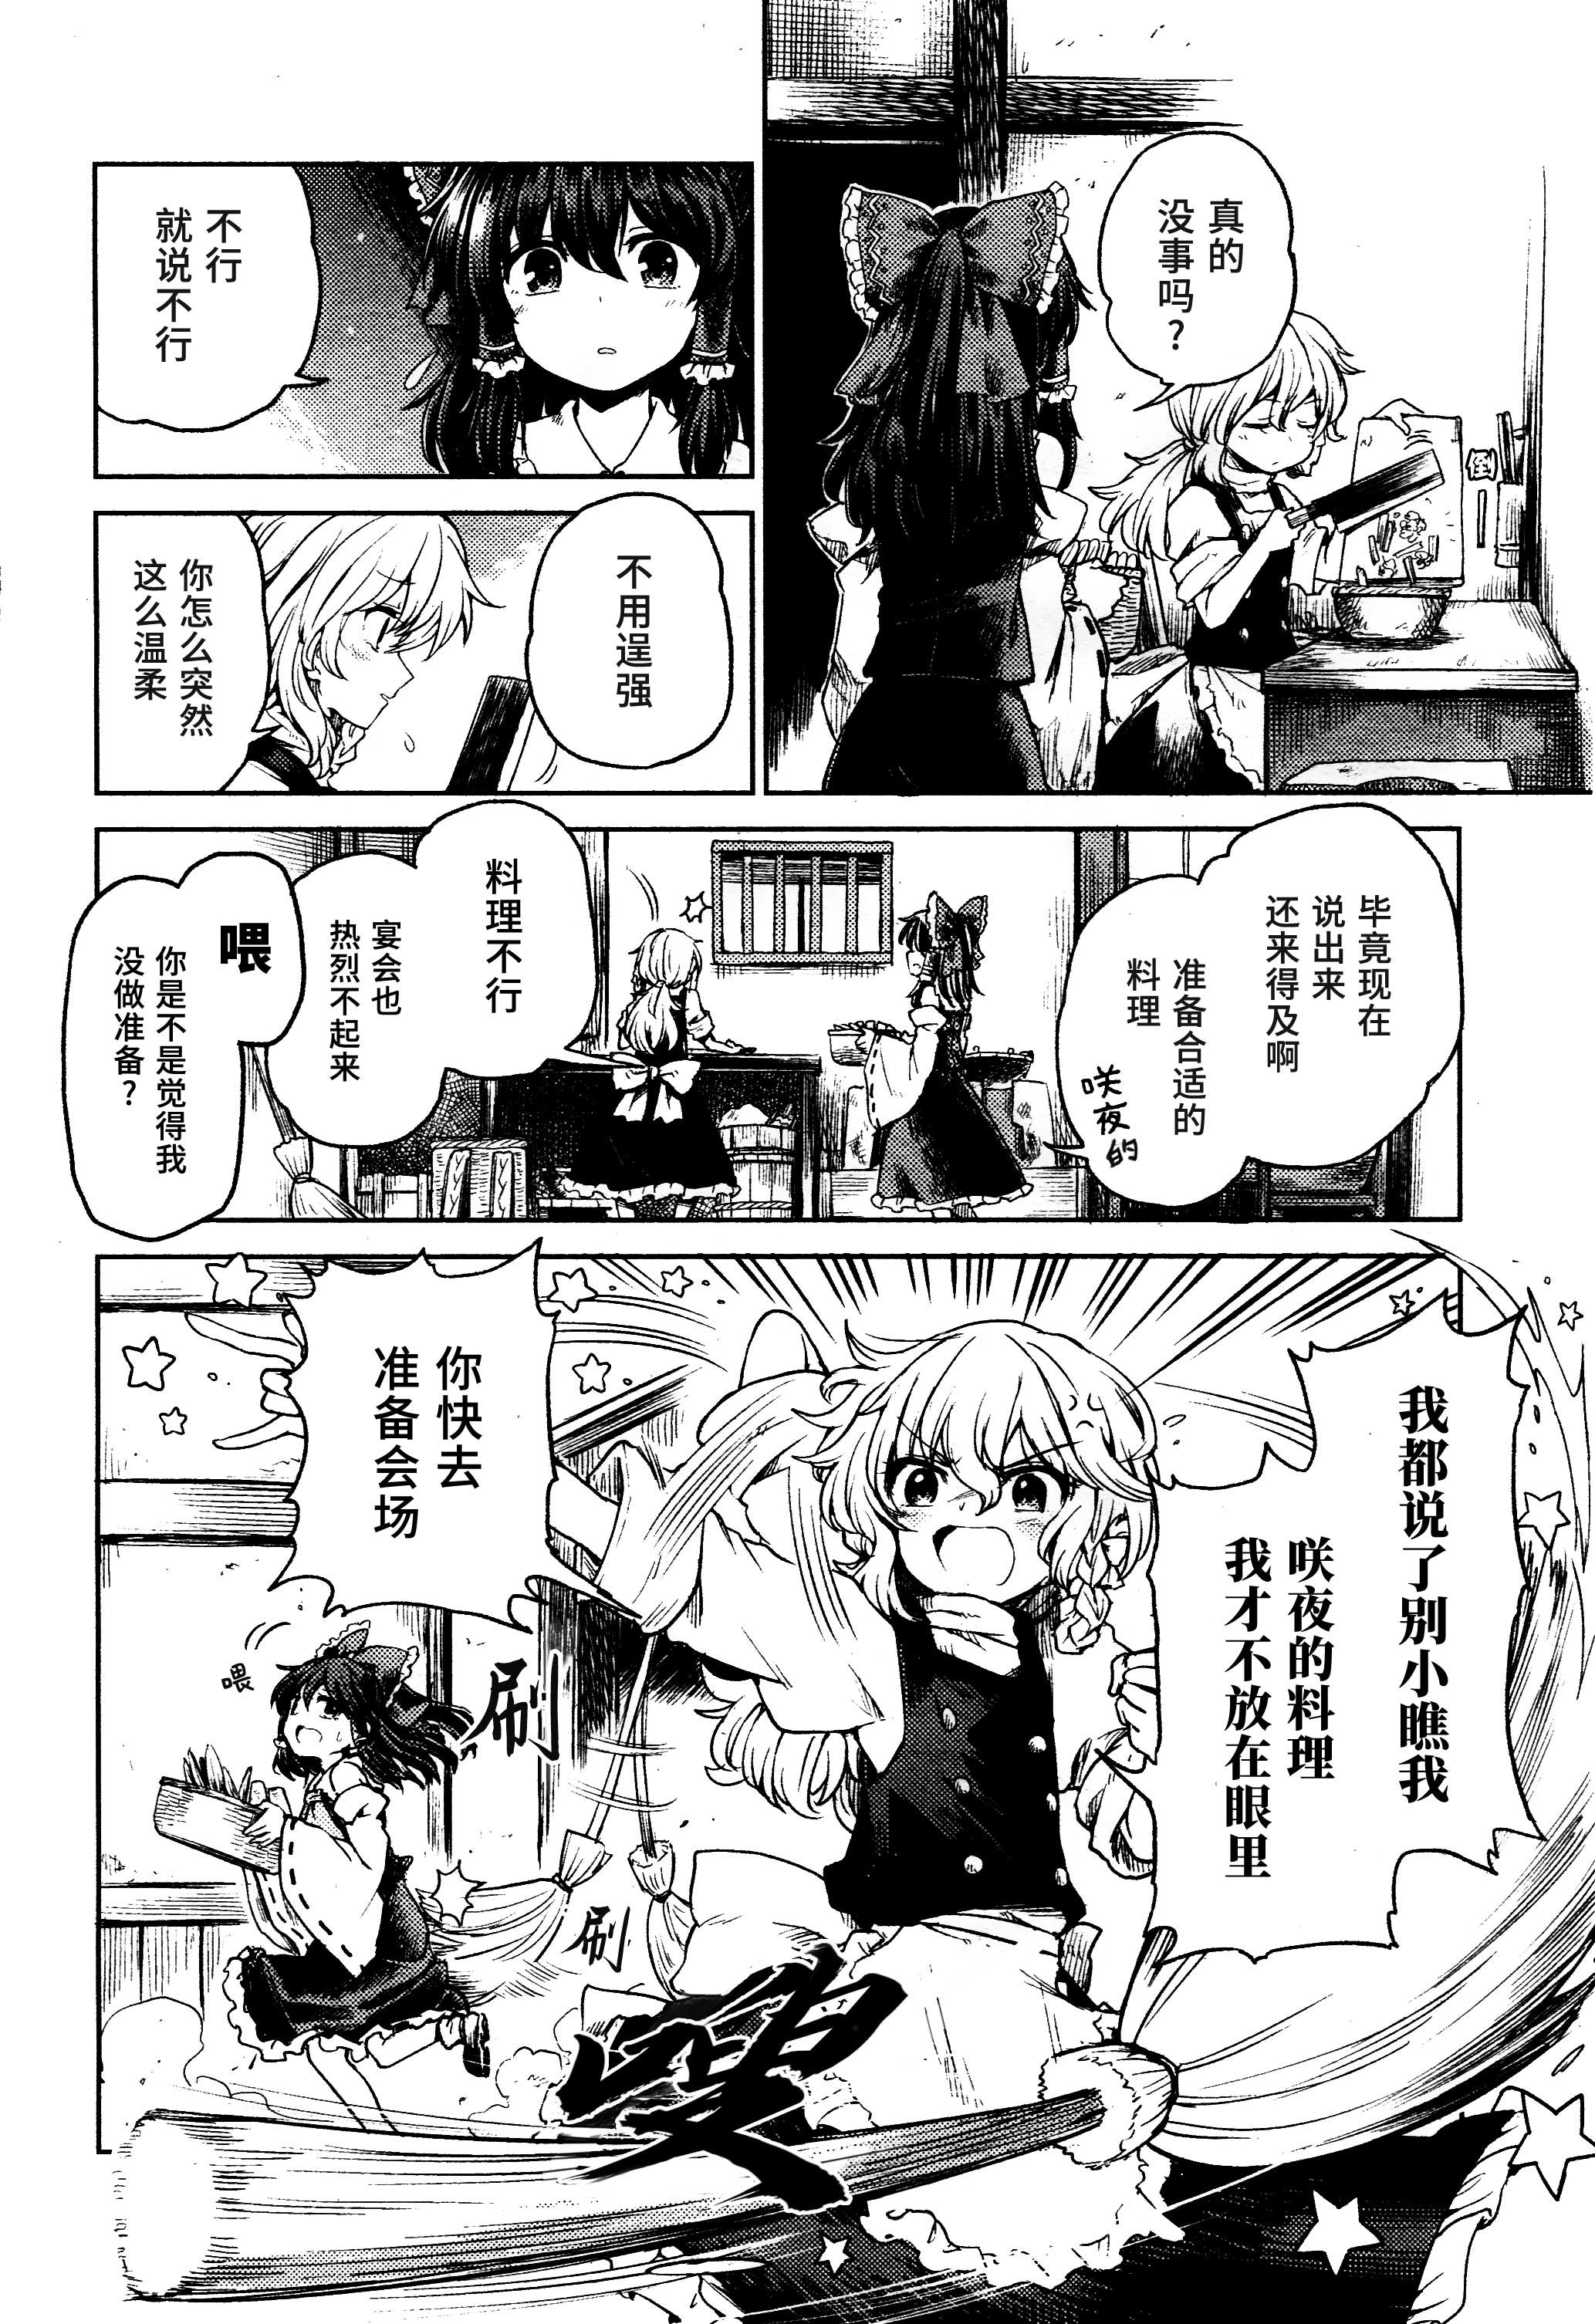 真的
没事吗?
倒
不行
就说不行
不用逞强
你怎么突然
这么温柔
毕竟现在
说出来
还来得及啊
准备合适的
料理
咲夜的
料理不行
宴会也
热烈不起来
喂
你是不是觉得我
没做准备?
我都说了别小瞧我
咲夜的料理
我才不放在眼里
你快去
准备会场
喂
刷
刷